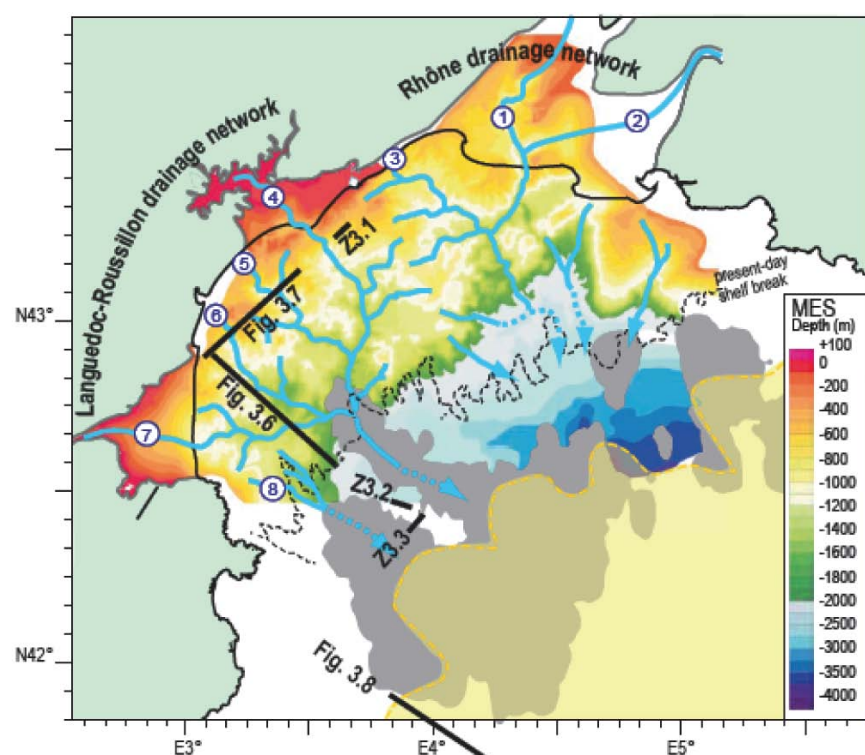 Rhône drainage network
Languedoc-Roussillon drainage network
1
2
3
4
Z3.1
5
Fig. 3.7
6
present-day
shelf break
N43°
MES
Depth (m)
+100
0
-200
-400
-600
-800
-1000
-1200
-1400
-1600
-1800
-2000
-2500
-3000
-3500
-4000
Fig. 3.6
7
8
Z3.2
Z3.3
N42°
Fig. 3.8
E3°
E4°
E5°